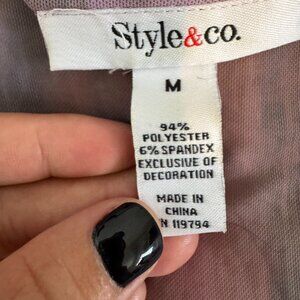 Style&co.
M
94%
POLYESTER
6% SPANDEX
EXCLUSIVE OF
DECORATION
MADE IN
CHINA
N 119794